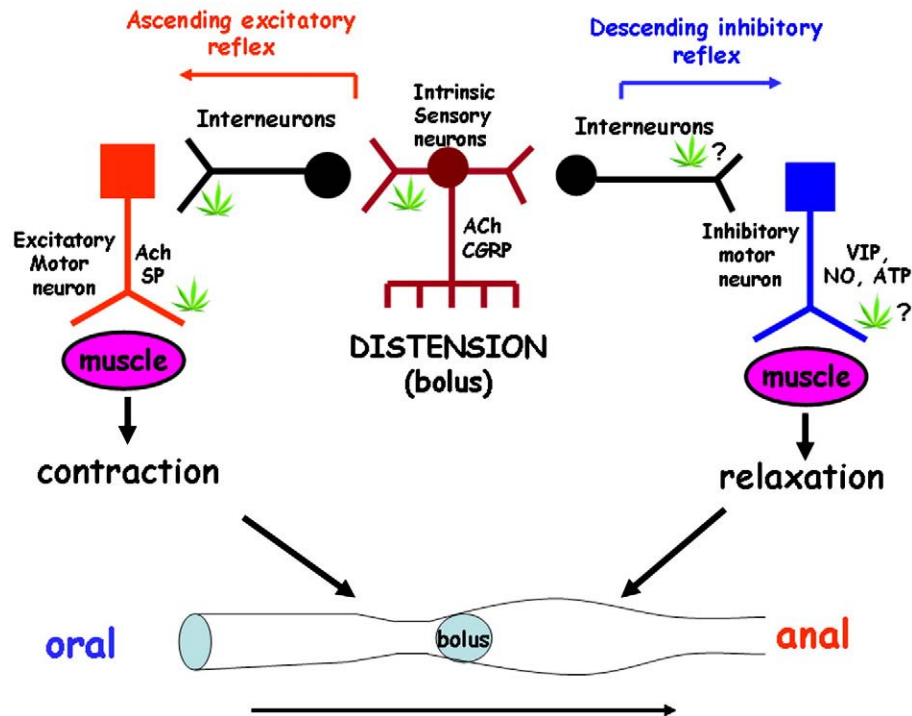 Ascending excitatory
reflex
Descending inhibitory
reflex
Interneurons
Intrinsic
Sensory
neurons
Interneurons
?
Excitatory
Motor
neuron
Ach
SP
ACh
CGRP
Inhibitory
motor
neuron
VIP,
NO, ATP
?
DISTENSION
(bolus)
muscle
muscle
contraction
relaxation
oral
bolus
anal